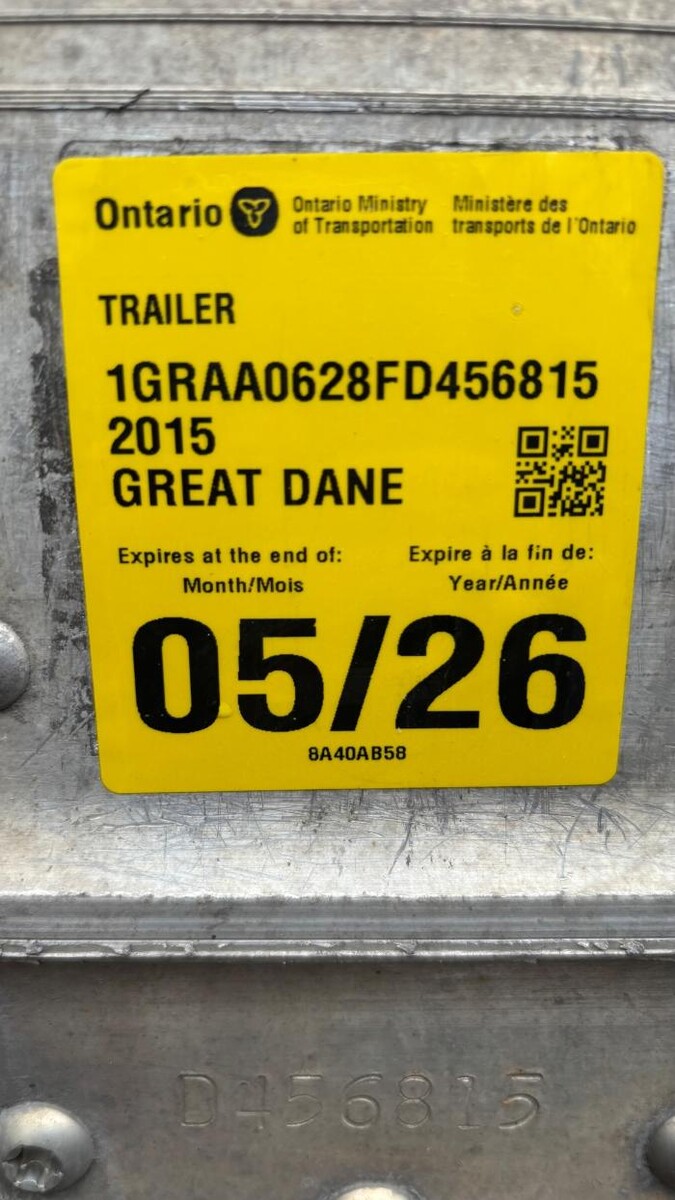 Ontario
Ontario Ministry
of Transportation
Ministère des
transports de l'Ontario
TRAILER
1GRAA0628FD456815
2015
GREAT DANE
Expires at the end of:
Month/Mois
Expire à la fin de:
Year/Année
05/26
8A40AB58
D456815